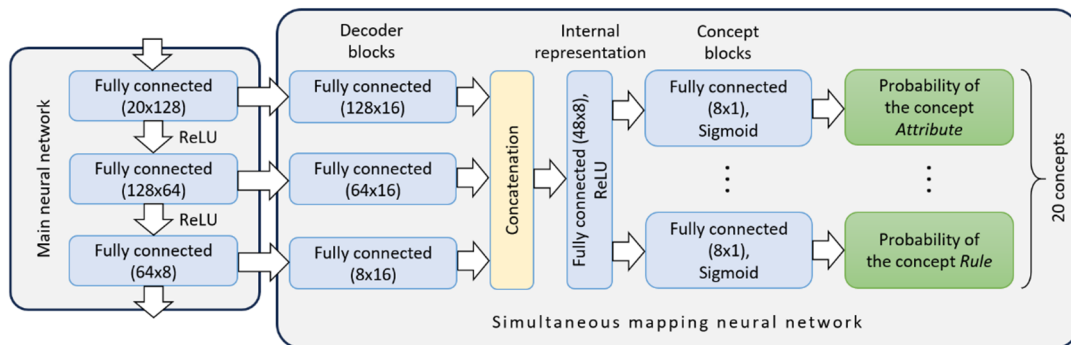 Main neural network
Fully connected
(20x128)
ReLU
Fully connected
(128x64)
ReLU
Fully connected
(64x8)
Decoder
blocks
Fully connected
(128x16)
Fully connected
(64x16)
Fully connected
(8x16)
Concatenation
Internal
representation
Fully connected (48x8),
ReLU
Concept
blocks
Fully connected
(8x1),
Sigmoid
Fully connected
(8x1),
Sigmoid
Probability of
the concept
Attribute
Probability of
the concept Rule
20 concepts
Simultaneous mapping neural network